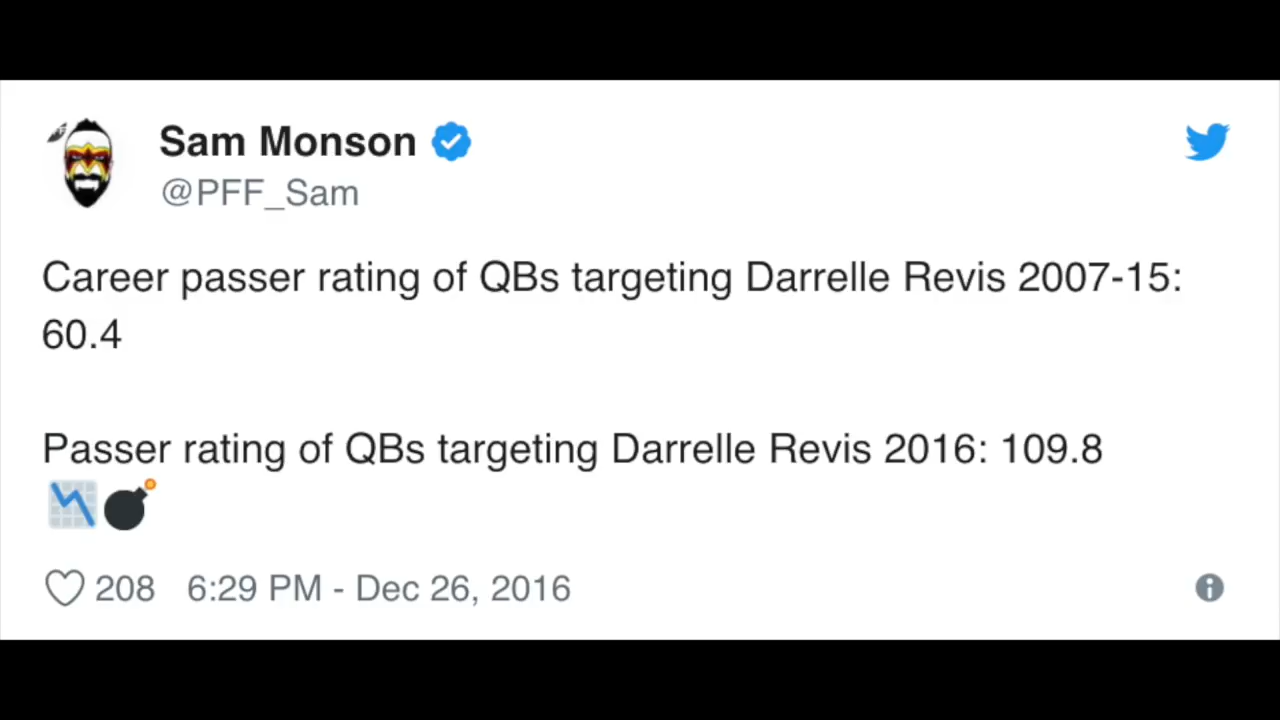 Sam Monson
@PFF_Sam
Career passer rating of QBs targeting Darrelle Revis 2007-15:
60.4
Passer rating of QBs targeting Darrelle Revis 2016: 109.8
📉💣
208 6:29 PM - Dec 26, 2016